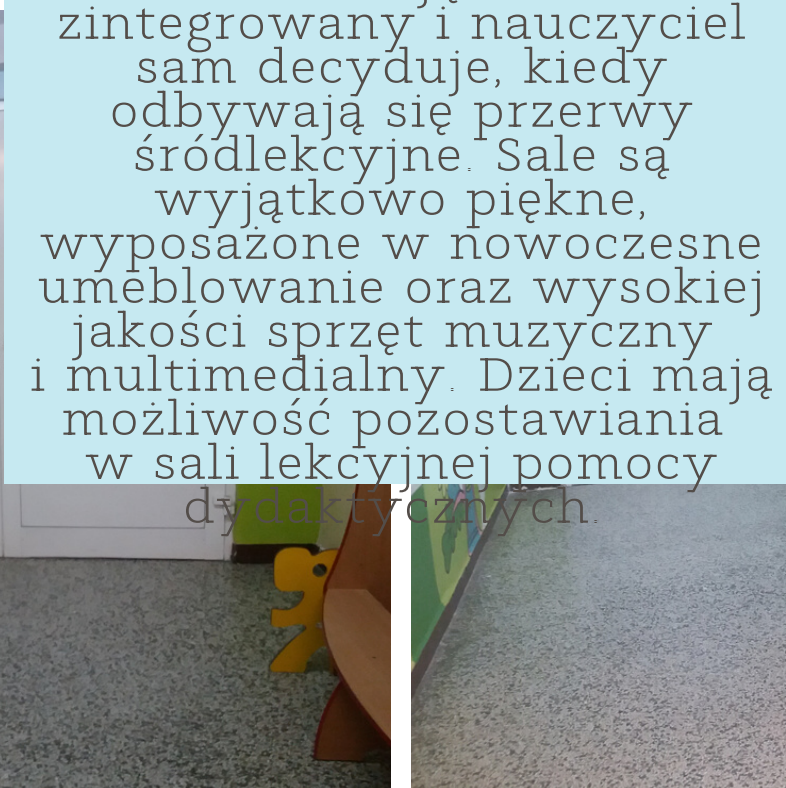 zintegrowany i nauczyciel
sam decyduje, kiedy
odbywają się przerwy
śródlekcyjne. Sale są
wyjątkowo piękne,
wyposażone w nowoczesne
umeblowanie oraz wysokiej
jakości sprzęt muzyczny
i multimedialny. Dzieci mają
możliwość pozostawiania
w sali lekcyjnej pomocy
dydaktycznych.